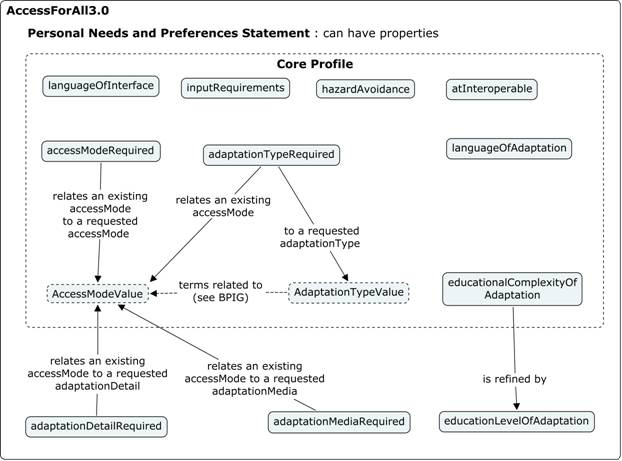 AccessForAll3.0
Personal Needs and Preferences Statement : can have properties
Core Profile
languageOfInterface
inputRequirements
hazardAvoidance
atInteroperable
accessModeRequired
adaptationTypeRequired
languageOfAdaptation
relates an existing
accessMode
to a requested
accessMode
relates an existing
accessMode
to a requested
adaptationType
AccessModeValue
terms related to
(see BPIG)
AdaptationTypeValue
educationalComplexityOf
Adaptation
relates an existing
accessMode to a requested
adaptationDetail
relates an existing
accessMode to a requested
adaptationMedia
is refined by
adaptationDetailRequired
adaptationMediaRequired
educationLevelOfAdaptation